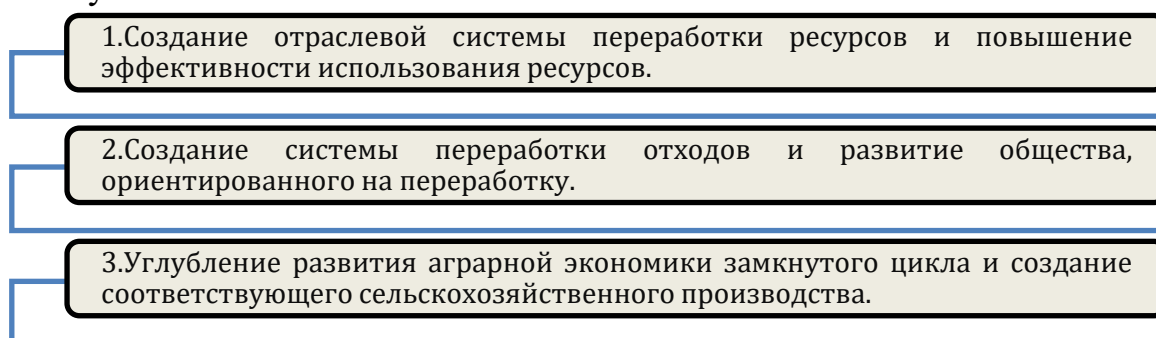 1.Создание отраслевой системы переработки ресурсов и повышение
эффективности использования ресурсов.
2.Создание системы переработки отходов и развитие общества,
ориентированного на переработку.
3.Углубление развития аграрной экономики замкнутого цикла и создание
соответствующего сельскохозяйственного производства.